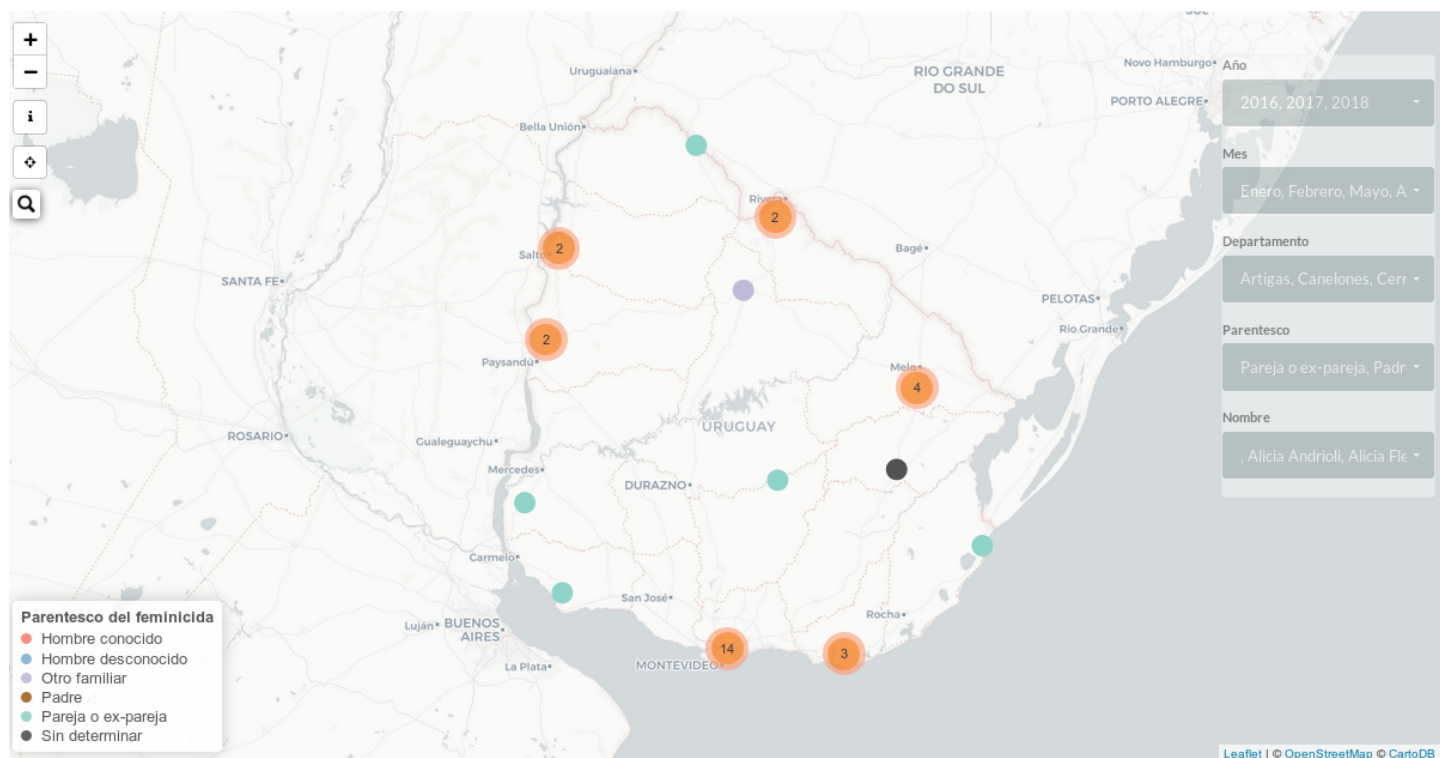 +
−
i
SUL
Uruguaiana
RIO GRANDE
DO SUL
Novo Hamburgo
PORTO ALEGRE
Bella Unión
Rivera
2
Salto
2
Bagé
SANTA FE
PELOTAS
Rio Grande
2
Paysandú
Melo
4
URUGUAY
ROSARIO
Gualeguaychu
Mercedes
DURAZNO
Carmelo
San José
Rocha
Luján
BUENOS
AIRES
La Plata
MONTEVIDEO
14
3
Año
2016, 2017, 2018
Mes
Enero, Febrero, Mayo, A
Departamento
Artigas, Canelones, Cerr
Parentesco
Pareja o ex-pareja, Padr
Nombre
, Alicia Andrioli, Alicia Fle
Parentesco del feminicida
Hombre conocido
Hombre desconocido
Otro familiar
Padre
Pareja o ex-pareja
Sin determinar
Leaflet | © OpenStreetMap © CartoDB